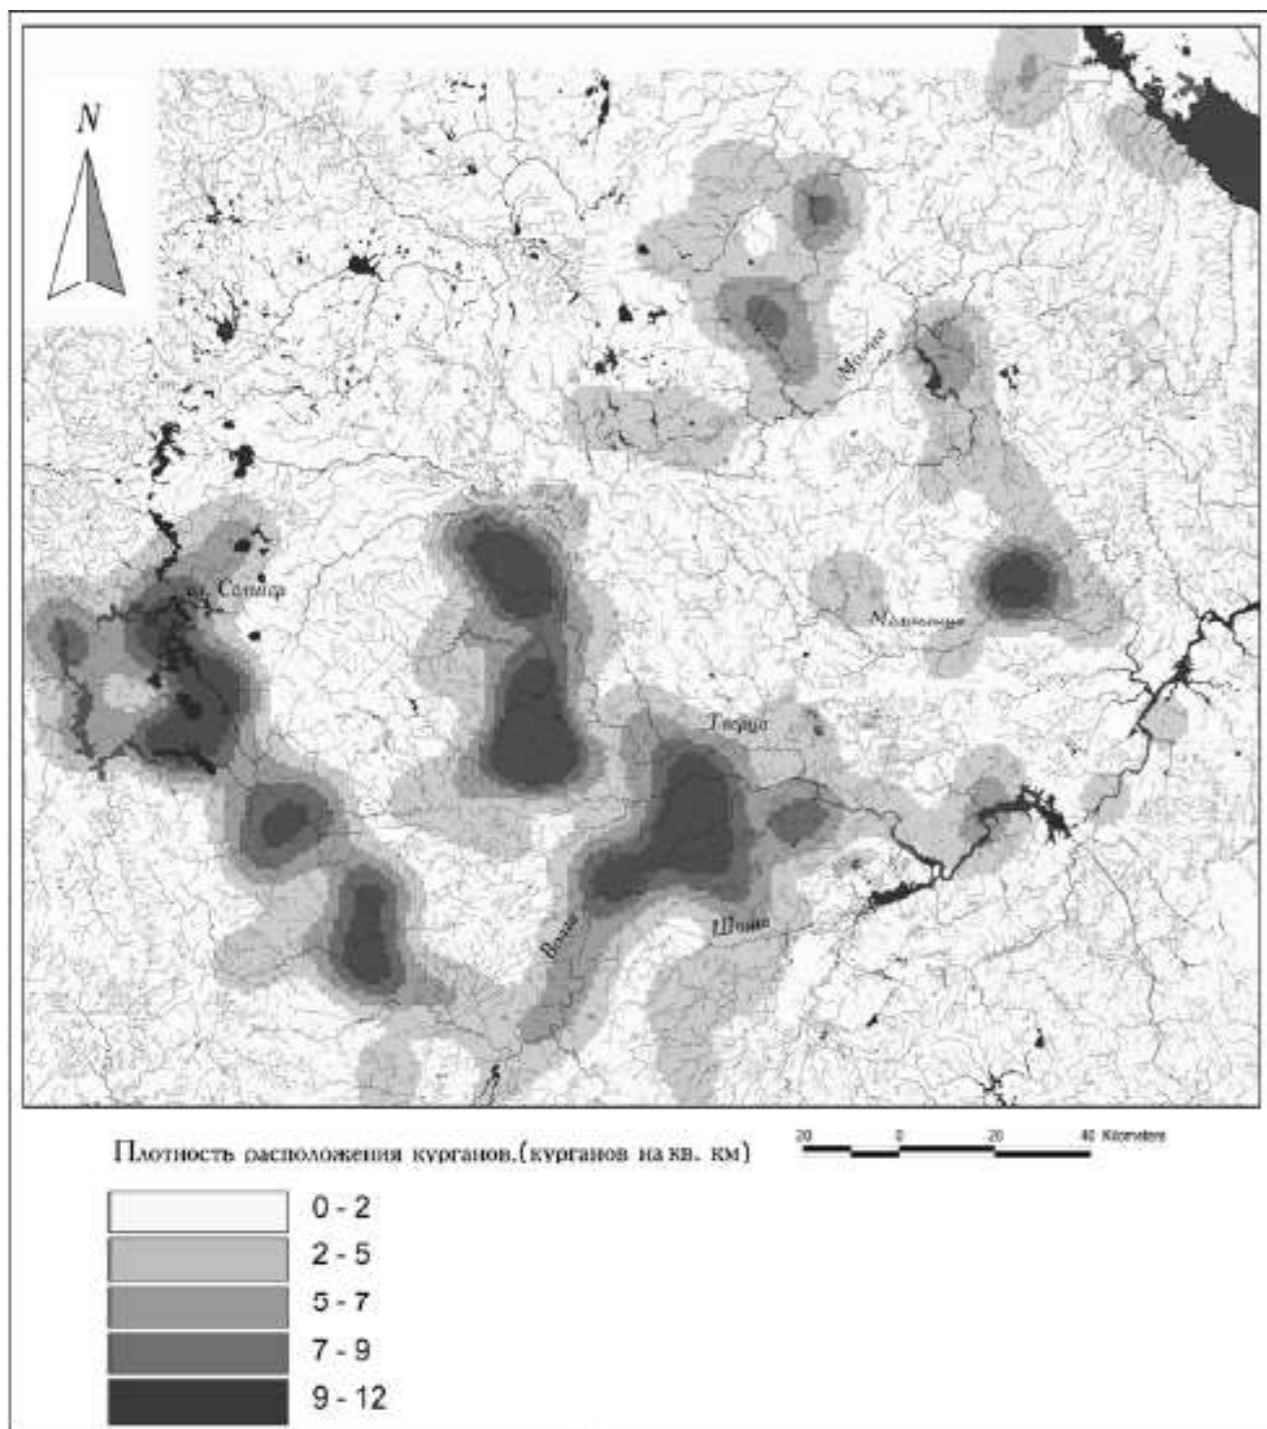 N
Молога
оз. Селигер
Тверца
Волга
Шоша
Плотность расположения курганов,(курганов на кв. км)
20 0 20 40 Kilometers
0 - 2
2 - 5
5 - 7
7 - 9
9 - 12